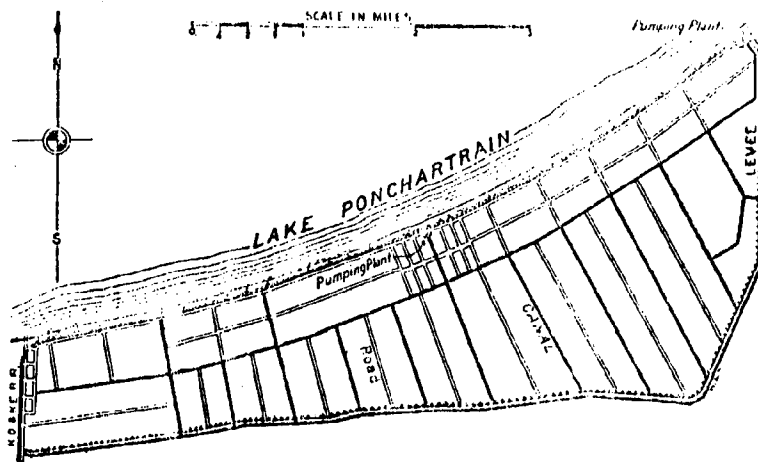 SCALE IN MILES
Pumping Plant
N
S
LAKE PONCHARTRAIN
LEVEE
Pumping Plant
CANAL
Road